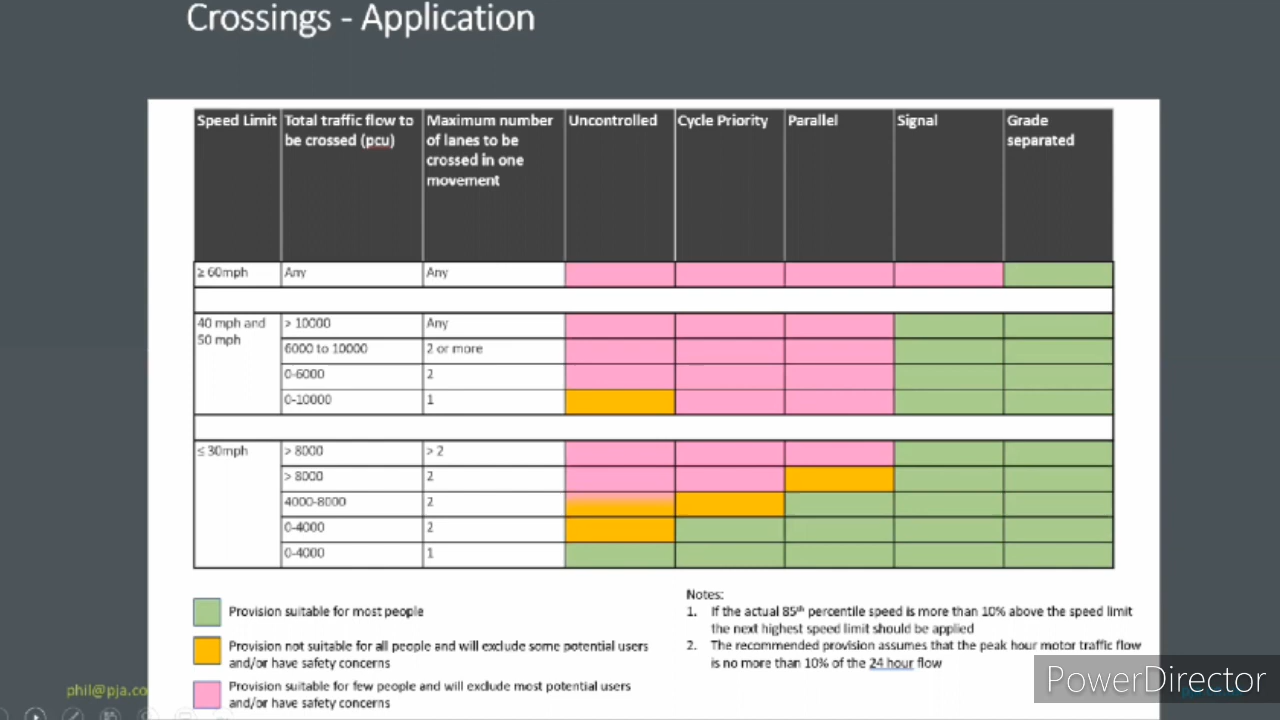 Crossings - Application
Speed Limit
Total traffic flow to
be crossed (pcu)
Maximum number
of lanes to be
crossed in one
movement
Uncontrolled
Cycle Priority
Parallel
Signal
Grade
separated
≥ 60mph
Any
Any
40 mph and
50 mph
> 10000
Any
6000 to 10000
2 or more
0-6000
2
0-10000
1
≤ 30mph
> 8000
> 2
> 8000
2
4000-8000
2
0-4000
2
0-4000
1
Provision suitable for most people
Provision not suitable for all people and will exclude some potential users
and/or have safety concerns
Provision suitable for few people and will exclude most potential users
and/or have safety concerns
Notes:
1. If the actual 85th percentile speed is more than 10% above the speed limit
the next highest speed limit should be applied
2. The recommended provision assumes that the peak hour motor traffic flow
is no more than 10% of the 24 hour flow
phil@pja.co
PowerDirector